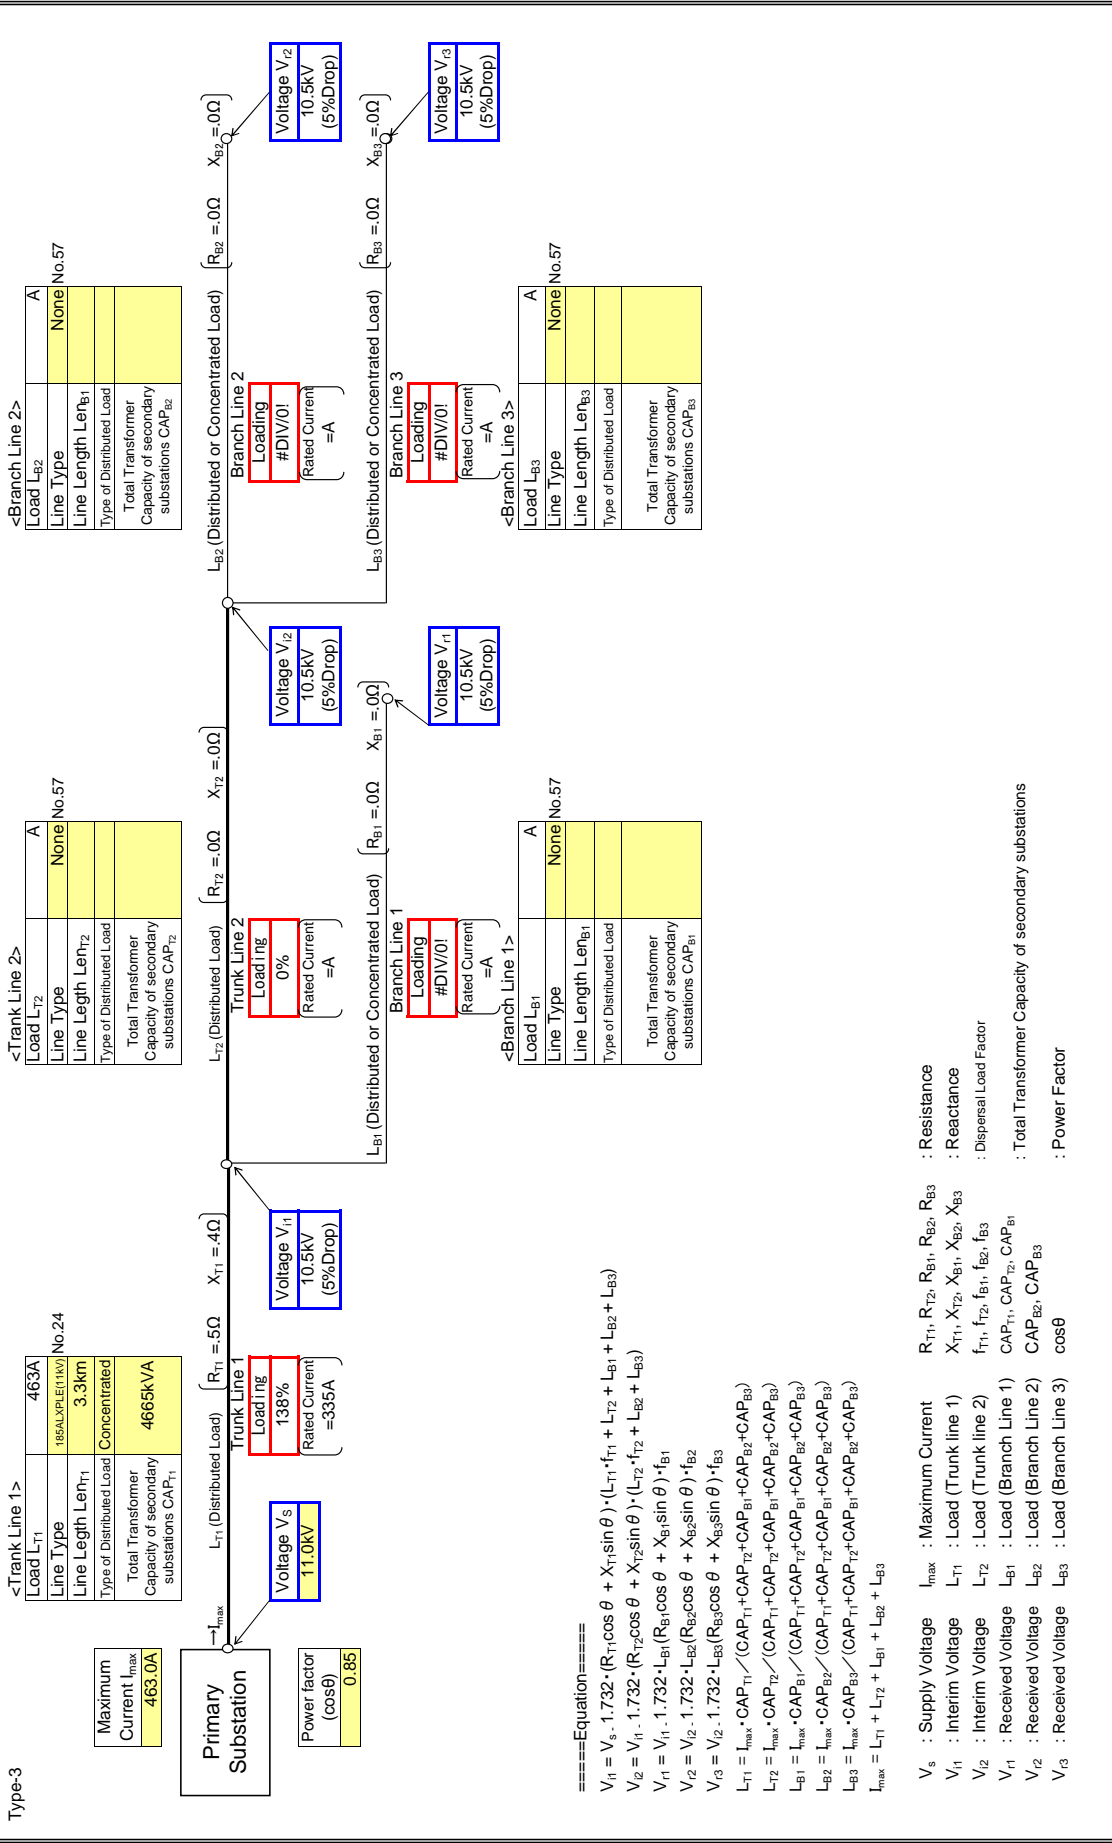 Type-3
<Trank Line 1>
Load L_T1 463A
Line Type 185ALXPLE(11kV) No.24
Line Legth Len_T1 3.3km
Type of Distributed Load Concentrated
Total Transformer
Capacity of secondary
substations CAP_T1 4665kVA
<Trank Line 2>
Load L_T2 A
Line Type None No.57
Line Length Len_T2
Type of Distributed Load
Total Transformer
Capacity of secondary
substations CAP_T2
<Branch Line 2>
Load L_B2 A
Line Type None No.57
Line Length Len_B1
Type of Distributed Load
Total Transformer
Capacity of secondary
substations CAP_B2
Maximum
Current I_max
463.0A
Primary
Substation
→I_max
Power factor
(cosθ)
0.85
Voltage V_S
11.0kV
L_T1 (Distributed Load)
R_T1 =.5Ω X_T1 =.4Ω
Trunk Line 1
Loading
138%
Rated Current
=335A
Voltage V_i1
10.5kV
(5%Drop)
L_T2 (Distributed Load)
R_T2 =.0Ω X_T2 =.0Ω
Trunk Line 2
Loading
0%
Rated Current
=A
Voltage V_i2
10.5kV
(5%Drop)
L_B2 (Distributed or Concentrated Load)
R_B2 =.0Ω X_B2 =.0Ω
Branch Line 2
Loading
#DIV/0!
Rated Current
=A
Voltage V_r2
10.5kV
(5%Drop)
L_B1 (Distributed or Concentrated Load)
R_B1 =.0Ω X_B1 =.0Ω
Branch Line 1
Loading
#DIV/0!
Rated Current
=A
Voltage V_r1
10.5kV
(5%Drop)
L_B3 (Distributed or Concentrated Load)
R_B3 =.0Ω X_B3 =.0Ω
Branch Line 3
Loading
#DIV/0!
Rated Current
=A
Voltage V_r3
10.5kV
(5%Drop)
<Branch Line 1>
Load L_B1 A
Line Type None No.57
Line Length Len_B1
Type of Distributed Load
Total Transformer
Capacity of secondary
substations CAP_B1
<Branch Line 3>
Load L_B3 A
Line Type None No.57
Line Length Len_B3
Type of Distributed Load
Total Transformer
Capacity of secondary
substations CAP_B3
=====Equation=====
V_i1 = V_s - 1.732・(R_T1cosθ + X_T1sinθ)・(L_T1・f_T1 + L_T2 + L_B1 + L_B2 + L_B3)
V_i2 = V_i1 - 1.732・(R_T2cosθ + X_T2sinθ)・(L_T2・f_T2 + L_B2 + L_B3)
V_r1 = V_i1 - 1.732・L_B1(R_B1cosθ + X_B1sinθ)・f_B1
V_r2 = V_i2 - 1.732・L_B2(R_B2cosθ + X_B2sinθ)・f_B2
V_r3 = V_i2 - 1.732・L_B3(R_B3cosθ + X_B3sinθ)・f_B3
L_T1 = I_max・CAP_T1／(CAP_T1+CAP_T2+CAP_B1+CAP_B2+CAP_B3)
L_T2 = I_max・CAP_T2／(CAP_T1+CAP_T2+CAP_B1+CAP_B2+CAP_B3)
L_B1 = I_max・CAP_B1／(CAP_T1+CAP_T2+CAP_B1+CAP_B2+CAP_B3)
L_B2 = I_max・CAP_B2／(CAP_T1+CAP_T2+CAP_B1+CAP_B2+CAP_B3)
L_B3 = I_max・CAP_B3／(CAP_T1+CAP_T2+CAP_B1+CAP_B2+CAP_B3)
I_max = L_T1 + L_T2 + L_B1 + L_B2 + L_B3
V_s : Supply Voltage I_max : Maximum Current R_T1, R_T2, R_B1, R_B2, R_B3 : Resistance
V_i1 : Interim Voltage L_T1 : Load (Trunk line 1) X_T1, X_T2, X_B1, X_B2, X_B3 : Reactance
V_i2 : Interim Voltage L_T2 : Load (Trunk line 2) f_T1, f_T2, f_B1, f_B2, f_B3 : Dispersal Load Factor
V_r1 : Received Voltage L_B1 : Load (Branch Line 1) CAP_T1, CAP_T2, CAP_B1 : Total Transformer Capacity of secondary substations
V_r2 : Received Voltage L_B2 : Load (Branch Line 2) CAP_B2, CAP_B3
V_r3 : Received Voltage L_B3 : Load (Branch Line 3) cosθ : Power Factor